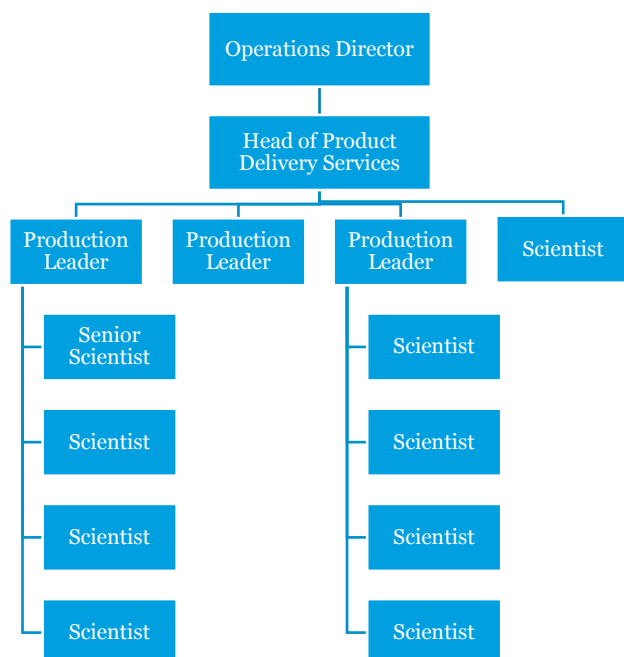 Operations Director
Head of Product
Delivery Services
Production
Leader
Production
Leader
Production
Leader
Scientist
Senior
Scientist
Scientist
Scientist
Scientist
Scientist
Scientist
Scientist
Scientist